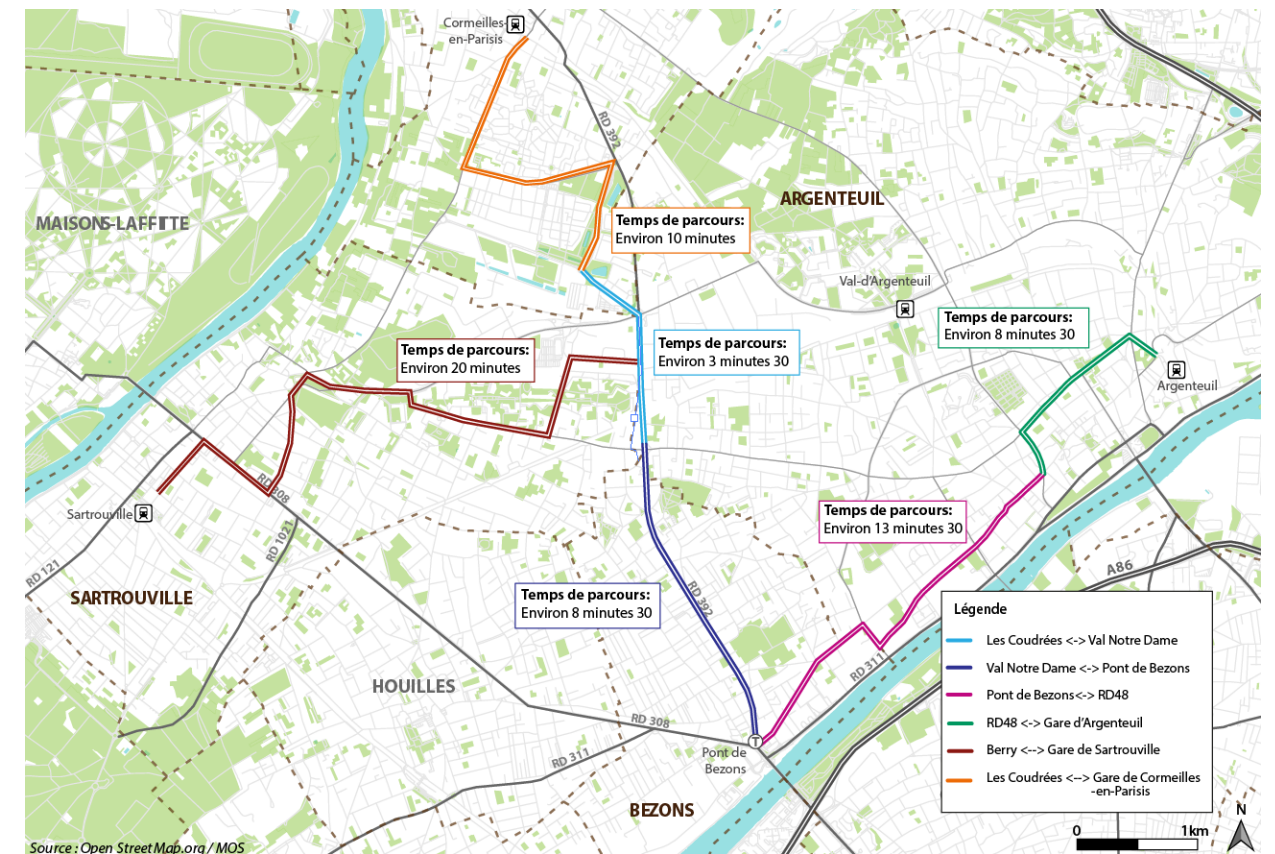 Cormeilles-
en-Parisis
RD 392
MAISONS-LAFFITTE
ARGENTEUIL
Temps de parcours:
Environ 10 minutes
Val-d'Argenteuil
Temps de parcours:
Environ 8 minutes 30
Temps de parcours:
Environ 3 minutes 30
Temps de parcours:
Environ 20 minutes
Argenteuil
RD 308
Sartrouville
RD 1021
RD 121
Temps de parcours:
Environ 13 minutes 30
A86
SARTROUVILLE
Temps de parcours:
Environ 8 minutes 30
RD 392
RD 311
HOUILLES
RD 308
RD 311
T
Pont de
Bezons
BEZONS
Légende
Les Coudrées <-> Val Notre Dame
Val Notre Dame <-> Pont de Bezons
Pont de Bezons<-> RD48
RD48 <-> Gare d'Argenteuil
Berry <--> Gare de Sartrouville
Les Coudrées <--> Gare de Cormeilles
-en-Parisis
N
0 1km
Source : Open StreetMap.org / MOS